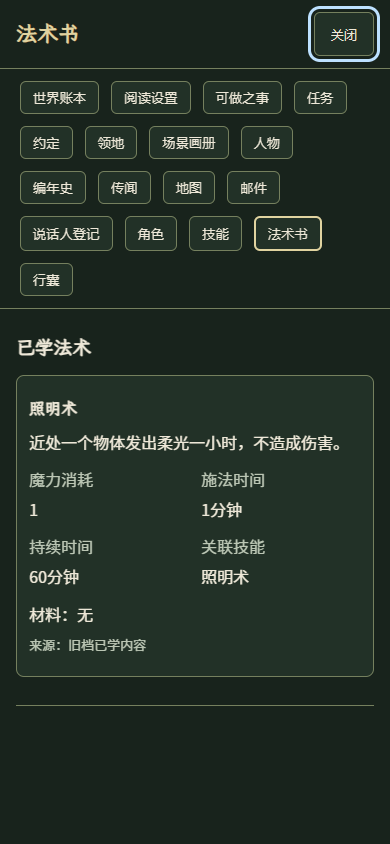 法术书
关闭
世界账本 阅读设置 可做之事 任务
约定 领地 场景画册 人物
编年史 传闻 地图 邮件
说话人登记 角色 技能 法术书
行囊
已学法术
照明术
近处一个物体发出柔光一小时，不造成伤害。
魔力消耗 施法时间
1 1分钟
持续时间 关联技能
60分钟 照明术
材料：无
来源：旧档已学内容